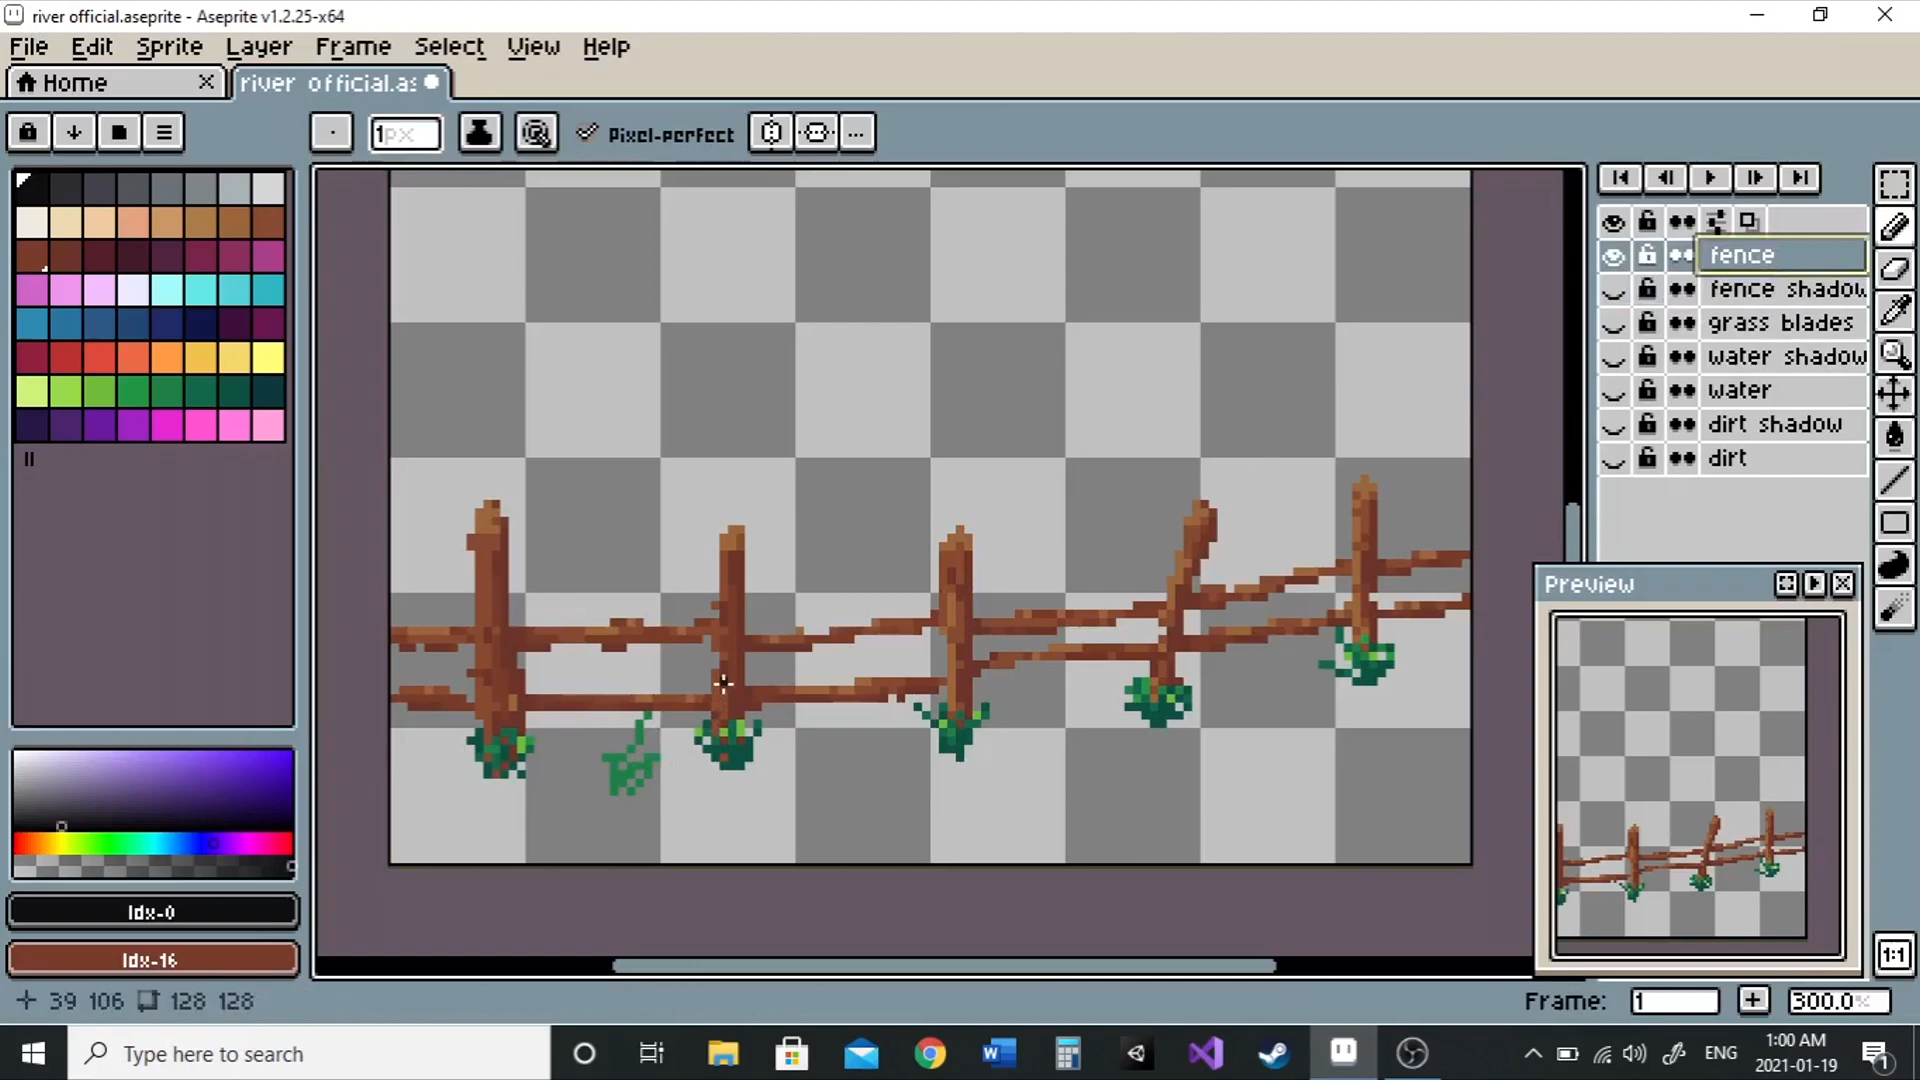 river official.aseprite - Aseprite v1.2.25-x64
File Edit Sprite Layer Frame Select View Help
Home
river official.as
1px
Pixel-perfect
fence
fence shadow
grass blades
water shadow
water
dirt shadow
dirt
Preview
Idx-0
Idx-16
1:1
39 106 128 128
Frame: 1 300.0%
Type here to search
ENG
1:00 AM
2021-01-19
1